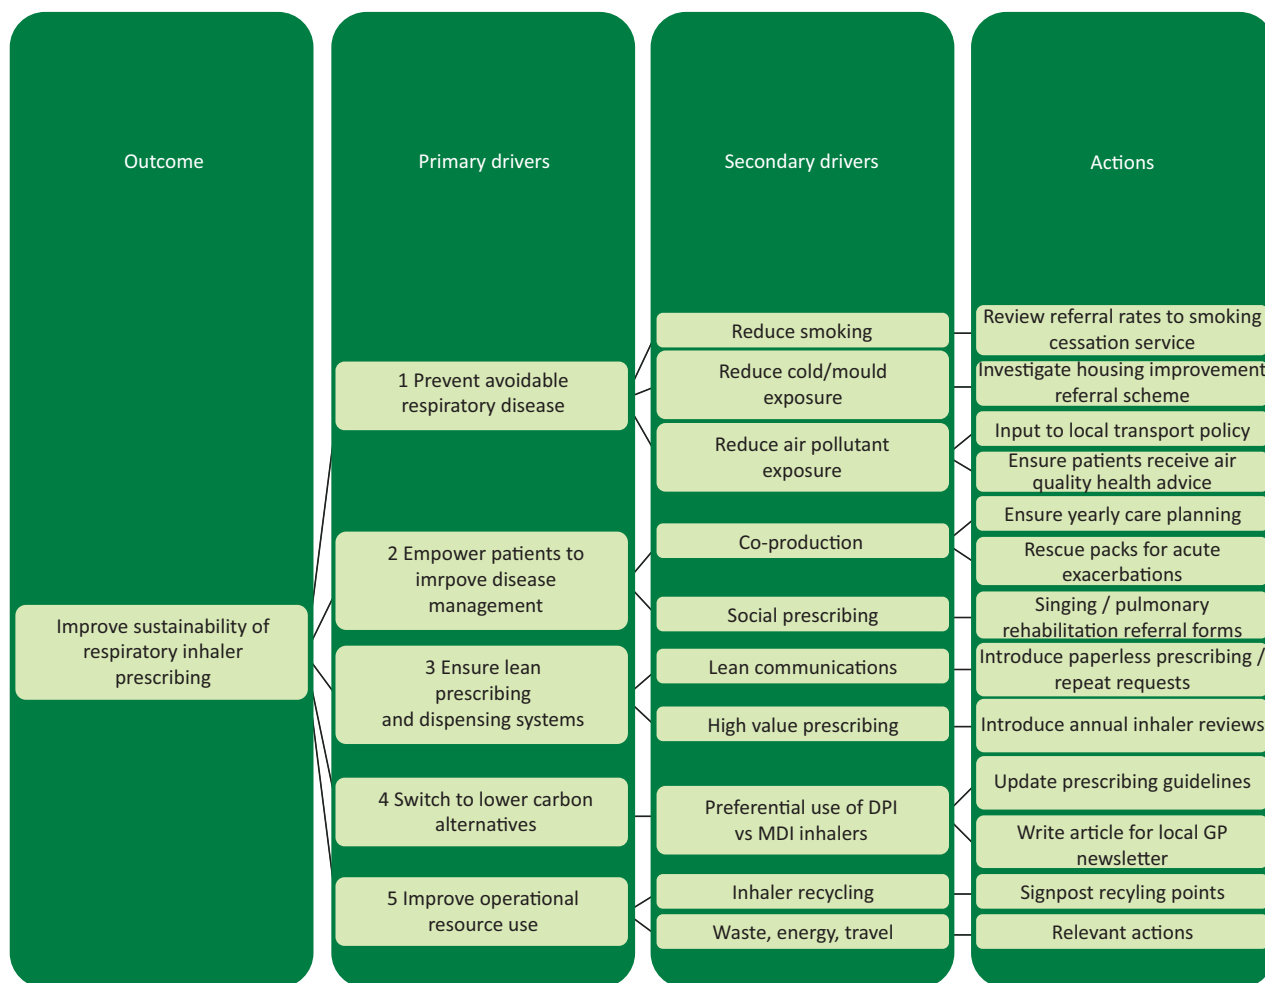 Outcome
Primary drivers
Secondary drivers
Actions
Improve sustainability of
respiratory inhaler
prescribing
1 Prevent avoidable
respiratory disease
2 Empower patients to
imrpove disease
management
3 Ensure lean
prescribing
and dispensing systems
4 Switch to lower carbon
alternatives
5 Improve operational
resource use
Reduce smoking
Reduce cold/mould
exposure
Reduce air pollutant
exposure
Co-production
Social prescribing
Lean communications
High value prescribing
Preferential use of DPI
vs MDI inhalers
Inhaler recycling
Waste, energy, travel
Review referral rates to smoking
cessation service
Investigate housing improvement
referral scheme
Input to local transport policy
Ensure patients receive air
quality health advice
Ensure yearly care planning
Rescue packs for acute
exacerbations
Singing / pulmonary
rehabilitation referral forms
Introduce paperless prescribing /
repeat requests
Introduce annual inhaler reviews
Update prescribing guidelines
Write article for local GP
newsletter
Signpost recyling points
Relevant actions